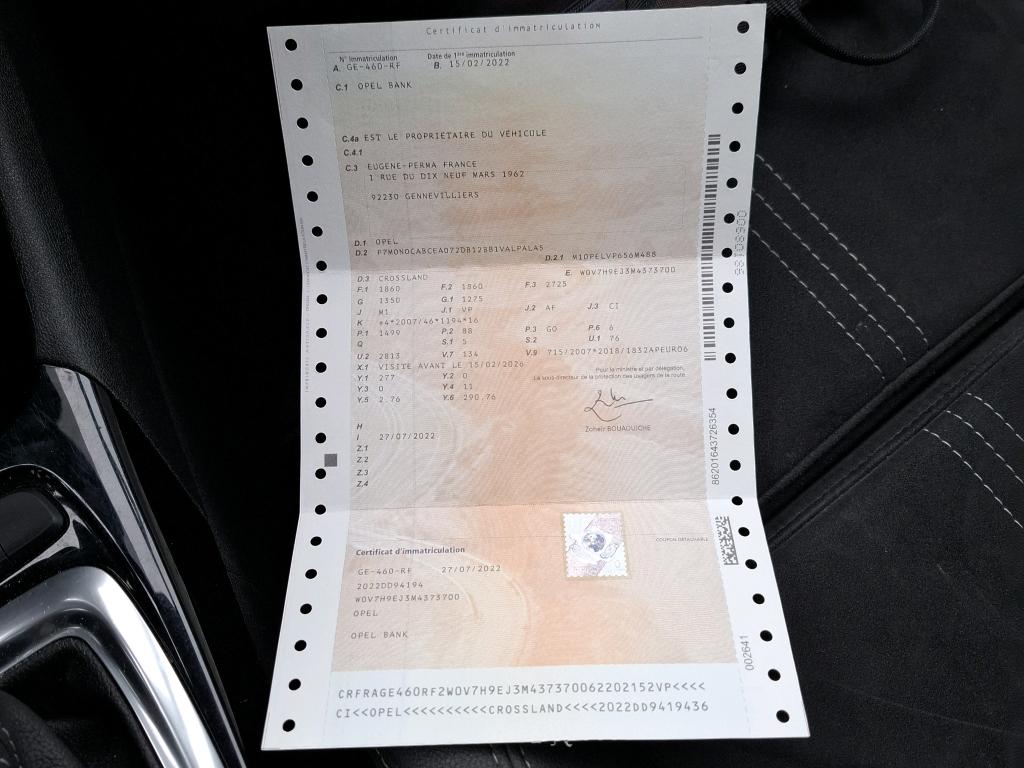 Certificat d'immatriculation
N° Immatriculation Date de 1ère immatriculation
A. GE-460-RF B. 15/02/2022
C.1 OPEL BANK
C.4a EST LE PROPRIETAIRE DU VÉHICULE
C.4.1
C.3 EUGENE-PERMA FRANCE
1 RUE DU DIX NEUF MARS 1962
92230 GENNEVILLIERS
D.1 OPEL
D.2 P7MONOCABCEA072DB12BB1VALPALA5 D.2.1 M10PELVP656M488
D.3 CROSSLAND E. W0V7H9EJ3M4373700
F.1 1860 F.2 1860 F.3 2725
G 1350 G.1 1275
J M1 J.1 VP J.2 AF J.3 CI
K e4*2007/46*1194*16
P.1 1499 P.2 88 P.3 GO P.6 6
Q S.1 5 S.2 U.1 76
U.2 2813 V.7 134 V.9 715/2007*2018/1832APEURO6
X.1 VISITE AVANT LE 15/02/2026
Y.1 277 Y.2 0
Y.3 0 Y.4 11
Y.5 2.76 Y.6 290.76
Pour le ministre et par délégation,
Le sous-directeur de la protection des usagers de la route
Zoheir BOUAOUICHE
H
I 27/07/2022
Z.1
Z.2
Z.3
Z.4
86201643726354
COUPON DÉTACHABLE
Certificat d'immatriculation
GE-460-RF 27/07/2022
2022DD94194
W0V7H9EJ3M4373700
OPEL
OPEL BANK
002641
CRFRAGE460RF2W0V7H9EJ3M437370062202152VP<<<<
CI<<OPEL<<<<<<<<<<CROSSLAND<<<<2022DD9419436